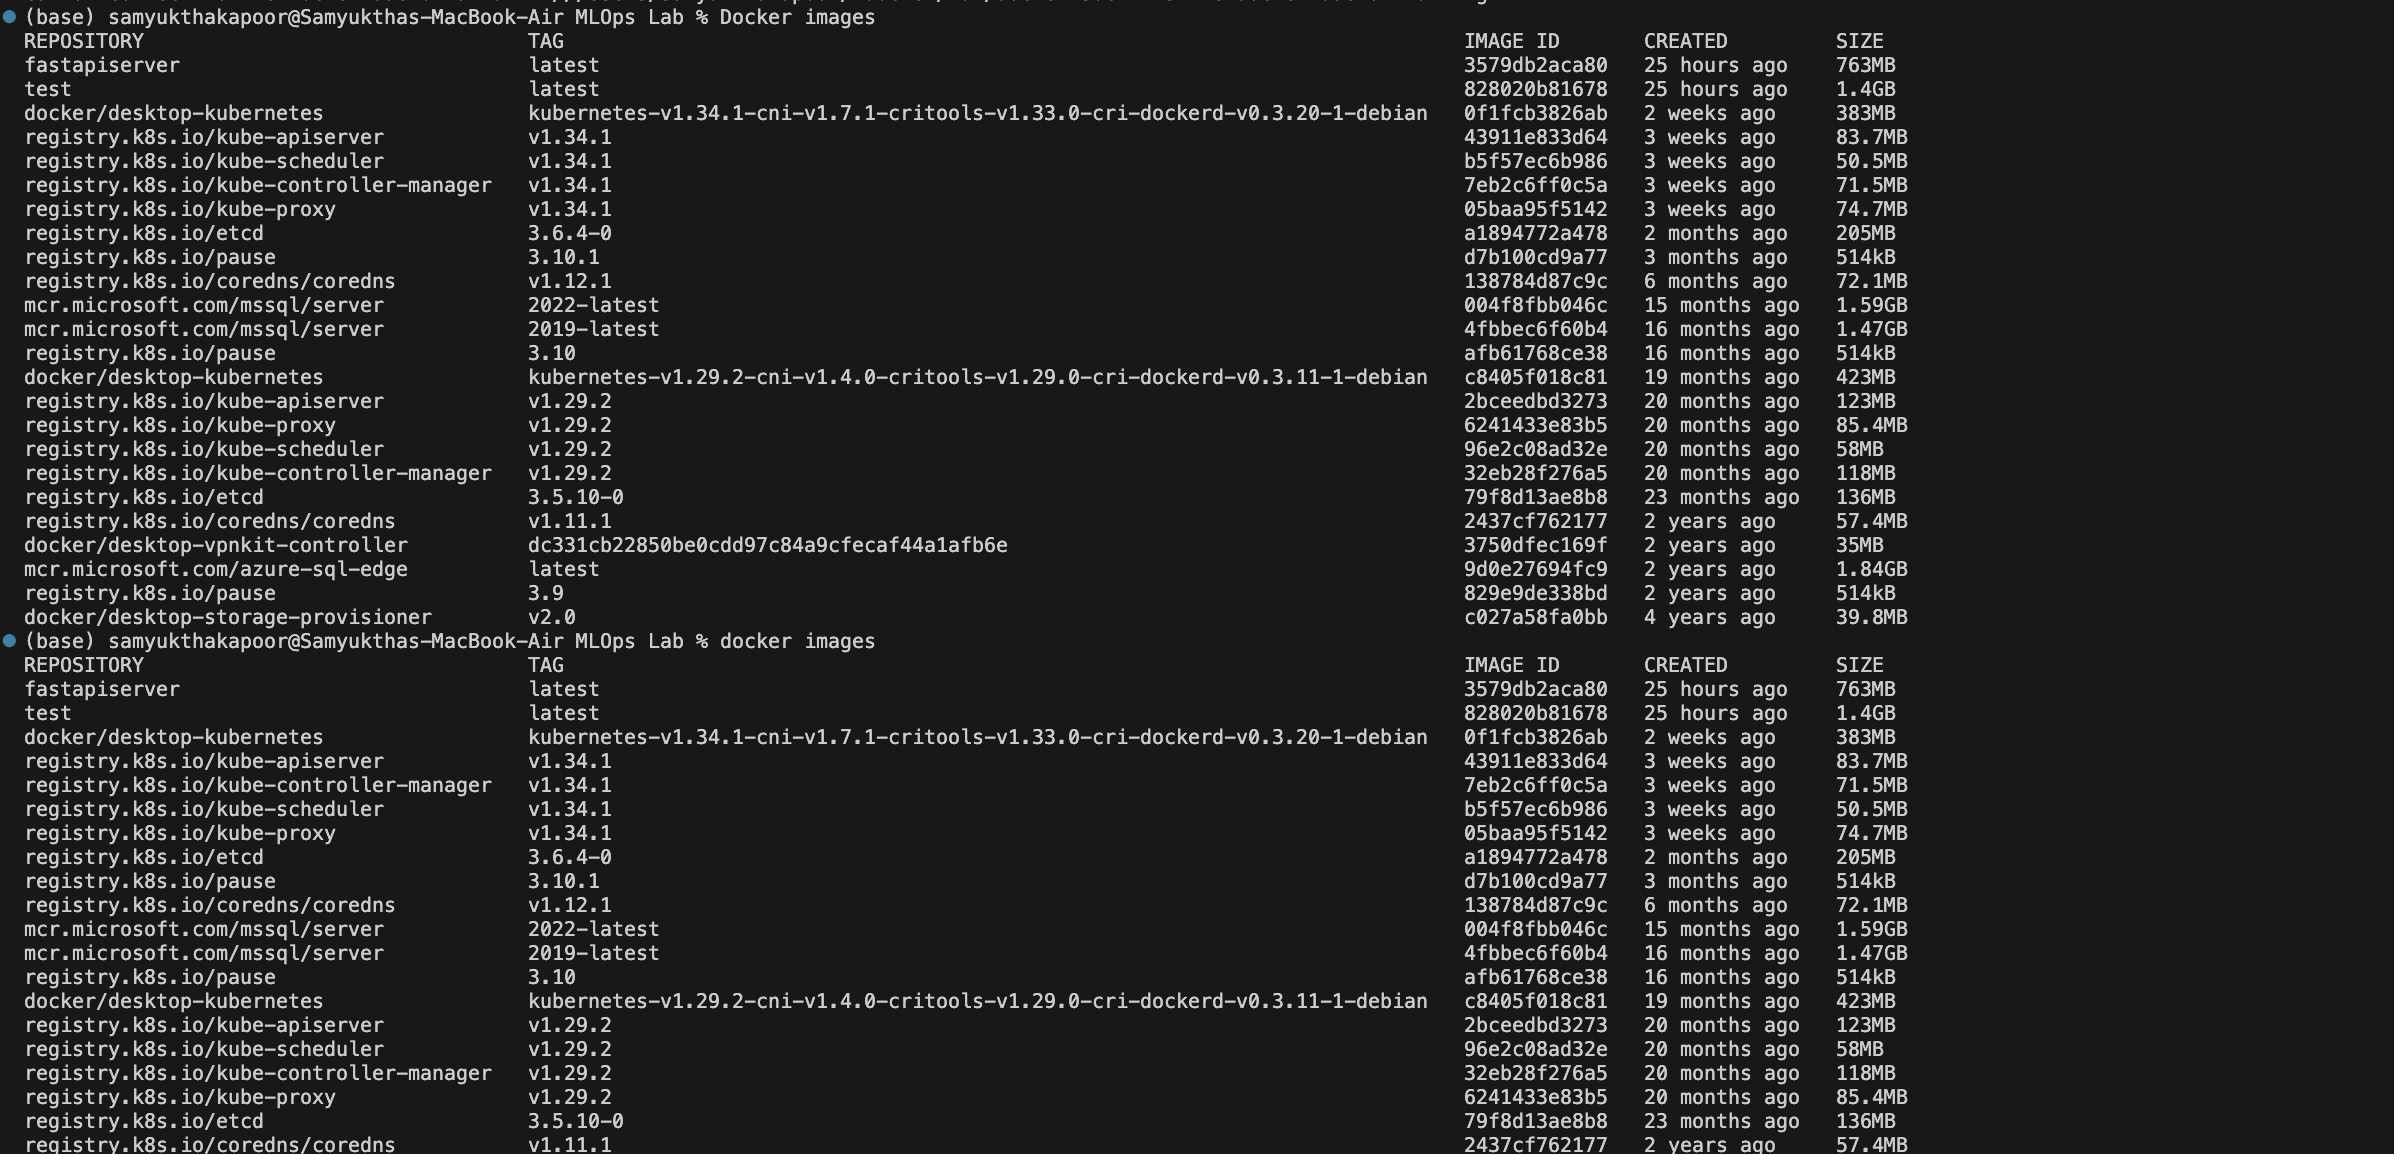 (base) samyukthakapoor@Samyukthas-MacBook-Air MLOps Lab % Docker images
REPOSITORY TAG IMAGE ID CREATED SIZE
fastapiserver latest 3579db2aca80 25 hours ago 763MB
test latest 828020b81678 25 hours ago 1.4GB
docker/desktop-kubernetes kubernetes-v1.34.1-cni-v1.7.1-critools-v1.33.0-cri-dockerd-v0.3.20-1-debian 0f1fcb3826ab 2 weeks ago 383MB
registry.k8s.io/kube-apiserver v1.34.1 43911e833d64 3 weeks ago 83.7MB
registry.k8s.io/kube-scheduler v1.34.1 b5f57ec6b986 3 weeks ago 50.5MB
registry.k8s.io/kube-controller-manager v1.34.1 7eb2c6ff0c5a 3 weeks ago 71.5MB
registry.k8s.io/kube-proxy v1.34.1 05baa95f5142 3 weeks ago 74.7MB
registry.k8s.io/etcd 3.6.4-0 a1894772a478 2 months ago 205MB
registry.k8s.io/pause 3.10.1 d7b100cd9a77 3 months ago 514kB
registry.k8s.io/coredns/coredns v1.12.1 138784d87c9c 6 months ago 72.1MB
mcr.microsoft.com/mssql/server 2022-latest 004f8fbb046c 15 months ago 1.59GB
mcr.microsoft.com/mssql/server 2019-latest 4fbbec6f60b4 16 months ago 1.47GB
registry.k8s.io/pause 3.10 afb61768ce38 16 months ago 514kB
docker/desktop-kubernetes kubernetes-v1.29.2-cni-v1.4.0-critools-v1.29.0-cri-dockerd-v0.3.11-1-debian c8405f018c81 19 months ago 423MB
registry.k8s.io/kube-apiserver v1.29.2 2bceedbd3273 20 months ago 123MB
registry.k8s.io/kube-proxy v1.29.2 6241433e83b5 20 months ago 85.4MB
registry.k8s.io/kube-scheduler v1.29.2 96e2c08ad32e 20 months ago 58MB
registry.k8s.io/kube-controller-manager v1.29.2 32eb28f276a5 20 months ago 118MB
registry.k8s.io/etcd 3.5.10-0 79f8d13ae8b8 23 months ago 136MB
registry.k8s.io/coredns/coredns v1.11.1 2437cf762177 2 years ago 57.4MB
docker/desktop-vpnkit-controller dc331cb22850be0cdd97c84a9cfecaf44a1afb6e 3750dfec169f 2 years ago 35MB
mcr.microsoft.com/azure-sql-edge latest 9d0e27694fc9 2 years ago 1.84GB
registry.k8s.io/pause 3.9 829e9de338bd 2 years ago 514kB
docker/desktop-storage-provisioner v2.0 c027a58fa0bb 4 years ago 39.8MB
(base) samyukthakapoor@Samyukthas-MacBook-Air MLOps Lab % docker images
REPOSITORY TAG IMAGE ID CREATED SIZE
fastapiserver latest 3579db2aca80 25 hours ago 763MB
test latest 828020b81678 25 hours ago 1.4GB
docker/desktop-kubernetes kubernetes-v1.34.1-cni-v1.7.1-critools-v1.33.0-cri-dockerd-v0.3.20-1-debian 0f1fcb3826ab 2 weeks ago 383MB
registry.k8s.io/kube-apiserver v1.34.1 43911e833d64 3 weeks ago 83.7MB
registry.k8s.io/kube-controller-manager v1.34.1 7eb2c6ff0c5a 3 weeks ago 71.5MB
registry.k8s.io/kube-scheduler v1.34.1 b5f57ec6b986 3 weeks ago 50.5MB
registry.k8s.io/kube-proxy v1.34.1 05baa95f5142 3 weeks ago 74.7MB
registry.k8s.io/etcd 3.6.4-0 a1894772a478 2 months ago 205MB
registry.k8s.io/pause 3.10.1 d7b100cd9a77 3 months ago 514kB
registry.k8s.io/coredns/coredns v1.12.1 138784d87c9c 6 months ago 72.1MB
mcr.microsoft.com/mssql/server 2022-latest 004f8fbb046c 15 months ago 1.59GB
mcr.microsoft.com/mssql/server 2019-latest 4fbbec6f60b4 16 months ago 1.47GB
registry.k8s.io/pause 3.10 afb61768ce38 16 months ago 514kB
docker/desktop-kubernetes kubernetes-v1.29.2-cni-v1.4.0-critools-v1.29.0-cri-dockerd-v0.3.11-1-debian c8405f018c81 19 months ago 423MB
registry.k8s.io/kube-apiserver v1.29.2 2bceedbd3273 20 months ago 123MB
registry.k8s.io/kube-scheduler v1.29.2 96e2c08ad32e 20 months ago 58MB
registry.k8s.io/kube-controller-manager v1.29.2 32eb28f276a5 20 months ago 118MB
registry.k8s.io/kube-proxy v1.29.2 6241433e83b5 20 months ago 85.4MB
registry.k8s.io/etcd 3.5.10-0 79f8d13ae8b8 23 months ago 136MB
registry.k8s.io/coredns/coredns v1.11.1 2437cf762177 2 years ago 57.4MB